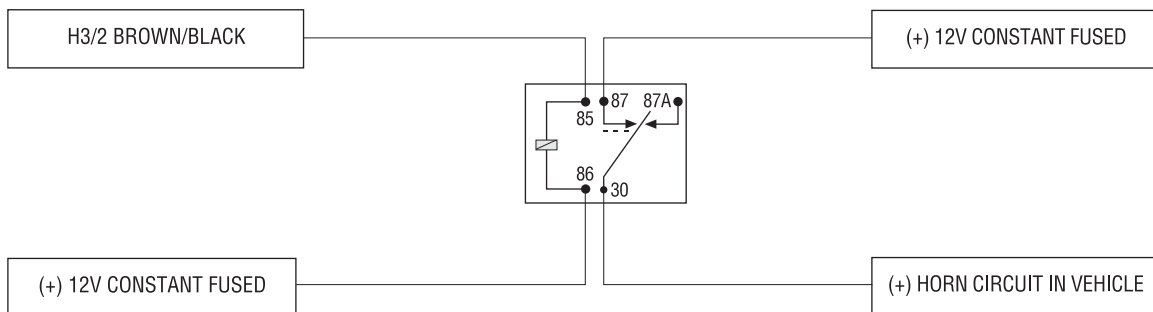 H3/2 BROWN/BLACK
(+) 12V CONSTANT FUSED
87
87A
85
86
30
(+) 12V CONSTANT FUSED
(+) HORN CIRCUIT IN VEHICLE